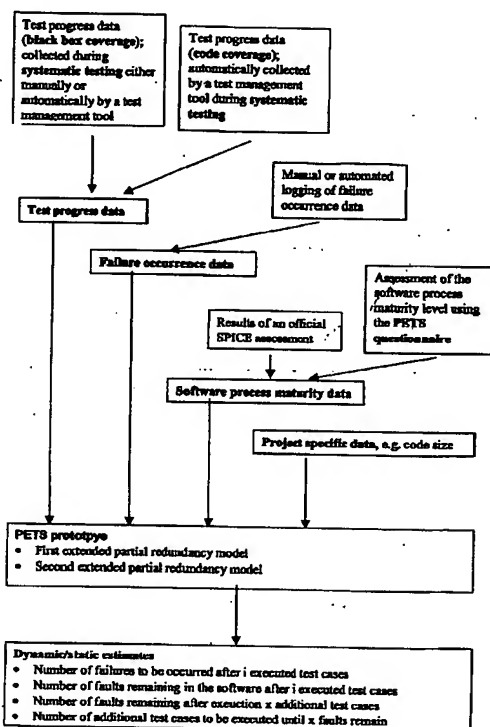 Test progress data
(black box coverage);
collected during
systematic testing either
manually or
automatically by a test
management tool
Test progress data
(code coverage);
automatically collected
by a test management
tool during systematic
testing
Manual or automated
logging of failure
occurrence data
Test progress data
Failure occurrence data
Assessment of the
software process
maturity level using
the PETS
questionnaire
Results of an official
SPICE assessment
Software process maturity data
Project specific data, e.g. code size
PETS prototpye
• First extended partial redundancy model
• Second extended partial redundancy model
Dynamic/static estimates
• Number of failures to be occurred after i executed test cases
• Number of faults remaining in the software after i executed test cases
• Number of faults remaining after exeuction x additional test cases
• Number of additional test cases to be executed until x faults remain